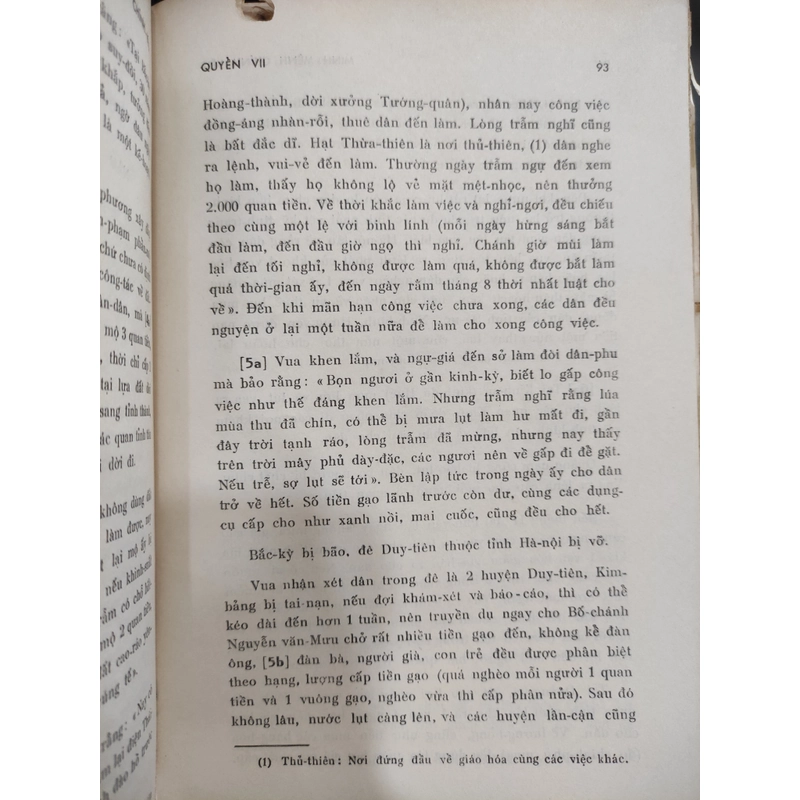 QUYỀN VII
93
Hoàng-thành, dời xưởng Tường-quân), nhân nay công việc
đồng-áng nhàn-rỗi, thuê dân đến làm. Lòng trẫm nghĩ cũng
là bất đắc dĩ. Hạt Thừa-thiên là nơi thủ-thiên, (1) dân nghe
ra lệnh, vui-vẻ đến làm. Thường ngày trẫm ngự đến xem
họ làm, thấy họ không lộ vẻ mặt mệt-nhọc, nên thưởng
2.000 quan tiền. Về thời khắc làm việc và nghỉ-ngơi, đều chiếu
theo cùng một lệ với binh lính (mỗi ngày hừng sáng bắt
đầu làm, đến đầu giờ ngọ thì nghỉ. Chánh giờ mùi làm
lại đến tối nghỉ, không được làm quá, không được bắt làm
quá thời-gian ấy, đến ngày rằm tháng 8 thời nhất luật cho
về ». Đến khi mãn hạn công việc chưa xong, các dân đều
nguyện ở lại một tuần nữa để làm cho xong công việc.
[5a] Vua khen lắm, và ngự-giá đến sở làm đòi dân-phu
mà bảo rằng : « Bọn ngươi ở gần kinh-kỳ, biết lo gấp công
việc như thế đáng khen lắm. Nhưng trẫm nghĩ rằng lúa
mùa thu đã chín, có thể bị mưa lụt làm hư mất đi, gần
đây trời tạnh ráo, lòng trẫm đã mừng, nhưng nay thấy
trên trời mây phủ dày-đặc, các ngươi nên về gấp đi để gặt.
Nếu trễ, sợ lụt sẽ tới ». Bèn lập tức trong ngày ấy cho dân
trở về hết. Số tiền gạo lãnh trước còn dư, cùng các dụng-
cụ cấp cho như xanh nồi, mai cuốc, cũng đều cho hết.
Bắc-kỳ bị bão, đê Duy-tiên thuộc tỉnh Hà-nội bị vỡ.
Vua nhận xét dân trong đê là 2 huyện Duy-tiên, Kim-
bảng bị tai-nạn, nếu đợi khám-xét và báo-cáo, thì có thể
kéo dài đến hơn 1 tuần, nên truyền dụ ngay cho Bố-chánh
Nguyễn văn-Mưu chở rất nhiều tiền gạo đến, không kể đàn
ông, [5b] đàn bà, người già, con trẻ đều được phân biệt
theo hạng, lượng cấp tiền gạo (quá nghèo mỗi người 1 quan
tiền và 1 vuông gạo, nghèo vừa thì cấp phân nửa). Sau đó
không lâu, nước lụt càng lên, và các huyện lân-cận cũng
(1) Thủ-thiên : Nơi đứng đầu về giáo hóa cùng các việc khác.